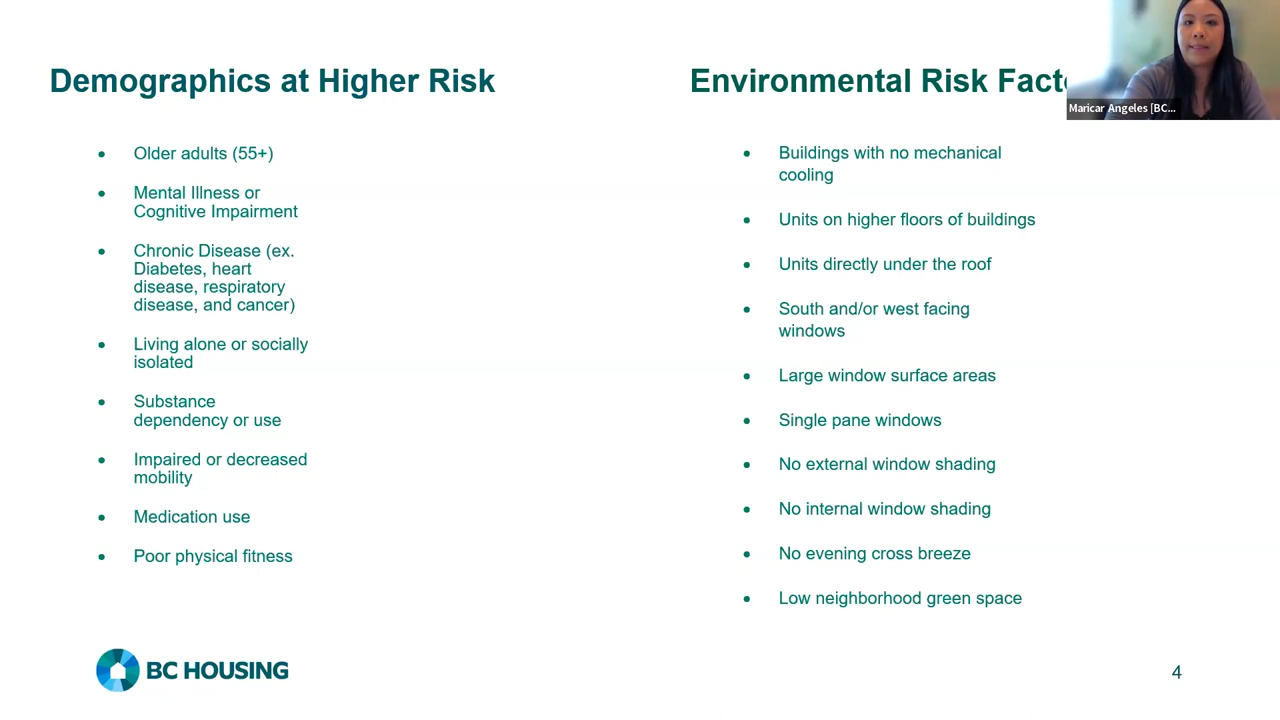 Demographics at Higher Risk
Older adults (55+)
Mental Illness or
Cognitive Impairment
Chronic Disease (ex.
Diabetes, heart
disease, respiratory
disease, and cancer)
Living alone or socially
isolated
Substance
dependency or use
Impaired or decreased
mobility
Medication use
Poor physical fitness
Environmental Risk
Buildings with no mechanical
cooling
Units on higher floors of buildings
Units directly under the roof
South and/or west facing
windows
Large window surface areas
Single pane windows
No external window shading
No internal window shading
No evening cross breeze
Low neighborhood green space
Maricar Angeles [BC...
BC HOUSING
4